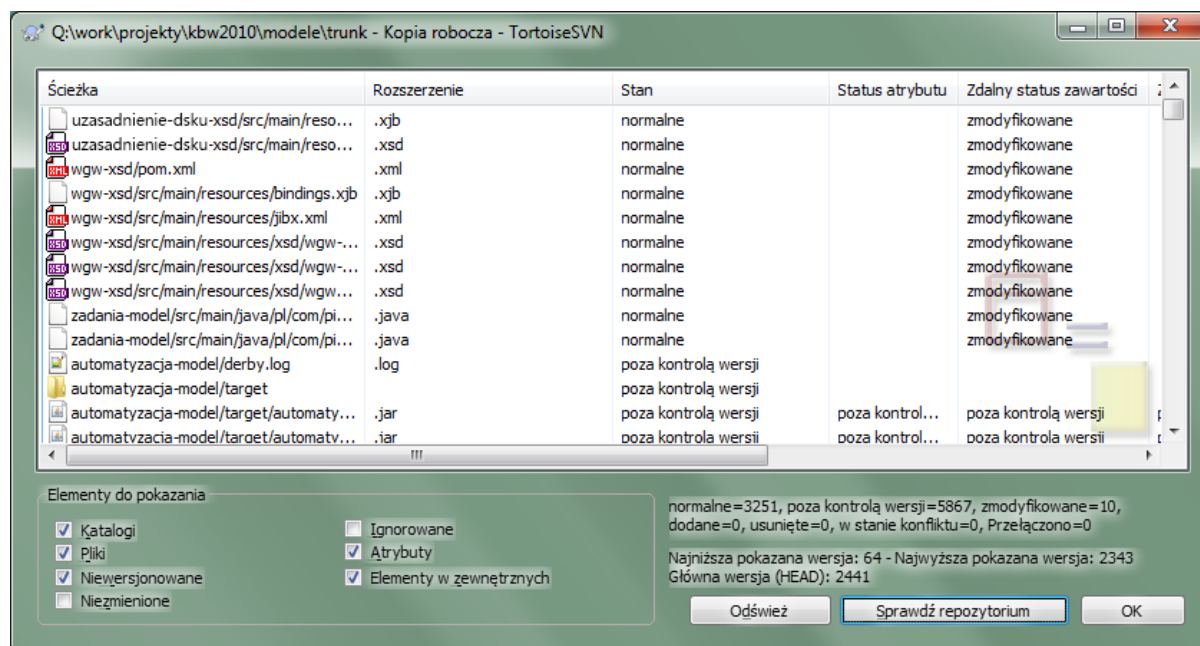 Q:\work\projekty\kbw2010\modele\trunk - Kopia robocza - TortoiseSVN
Ścieżka Rozszerzenie Stan Status atrybutu Zdalny status zawartości
uzasadnienie-dsku-xsd/src/main/reso... .xjb normalne zmodyfikowane
uzasadnienie-dsku-xsd/src/main/reso... .xsd normalne zmodyfikowane
wgw-xsd/pom.xml .xml normalne zmodyfikowane
wgw-xsd/src/main/resources/bindings.xjb .xjb normalne zmodyfikowane
wgw-xsd/src/main/resources/jibx.xml .xml normalne zmodyfikowane
wgw-xsd/src/main/resources/xsd/wgw-... .xsd normalne zmodyfikowane
wgw-xsd/src/main/resources/xsd/wgw-... .xsd normalne zmodyfikowane
wgw-xsd/src/main/resources/xsd/wgw... .xsd normalne zmodyfikowane
zadania-model/src/main/java/pl/com/pi... .java normalne zmodyfikowane
zadania-model/src/main/java/pl/com/pi... .java normalne zmodyfikowane
automatyzacja-model/derby.log .log poza kontrolą wersji
automatyzacja-model/target poza kontrolą wersji
automatyzacja-model/target/automaty... .jar poza kontrolą wersji poza kontrol... poza kontrolą wersji
automatyzacja-model/target/automaty... .jar poza kontrolą wersji poza kontrol... poza kontrolą wersji
Elementy do pokazania
Katalogi
Pliki
Niewersjonowane
Niezmienione
Ignorowane
Atrybuty
Elementy w zewnętrznych
normalne=3251, poza kontrolą wersji=5867, zmodyfikowane=10,
dodane=0, usunięte=0, w stanie konfliktu=0, Przełączono=0
Najniższa pokazana wersja: 64 - Najwyższa pokazana wersja: 2343
Główna wersja (HEAD): 2441
Odśwież Sprawdź repozytorium OK